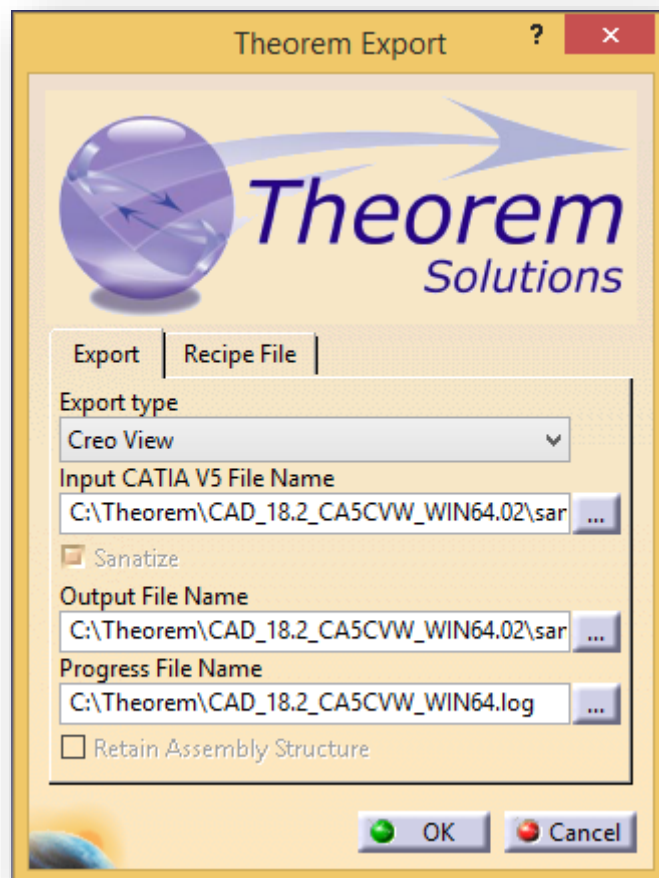 Theorem Export ? ×
Theorem
Solutions
Export Recipe File
Export type
Creo View
Input CATIA V5 File Name
C:\Theorem\CAD_18.2_CA5CVW_WIN64.02\sar ...
Sanatize
Output File Name
C:\Theorem\CAD_18.2_CA5CVW_WIN64.02\sar ...
Progress File Name
C:\Theorem\CAD_18.2_CA5CVW_WIN64.log ...
Retain Assembly Structure
OK Cancel